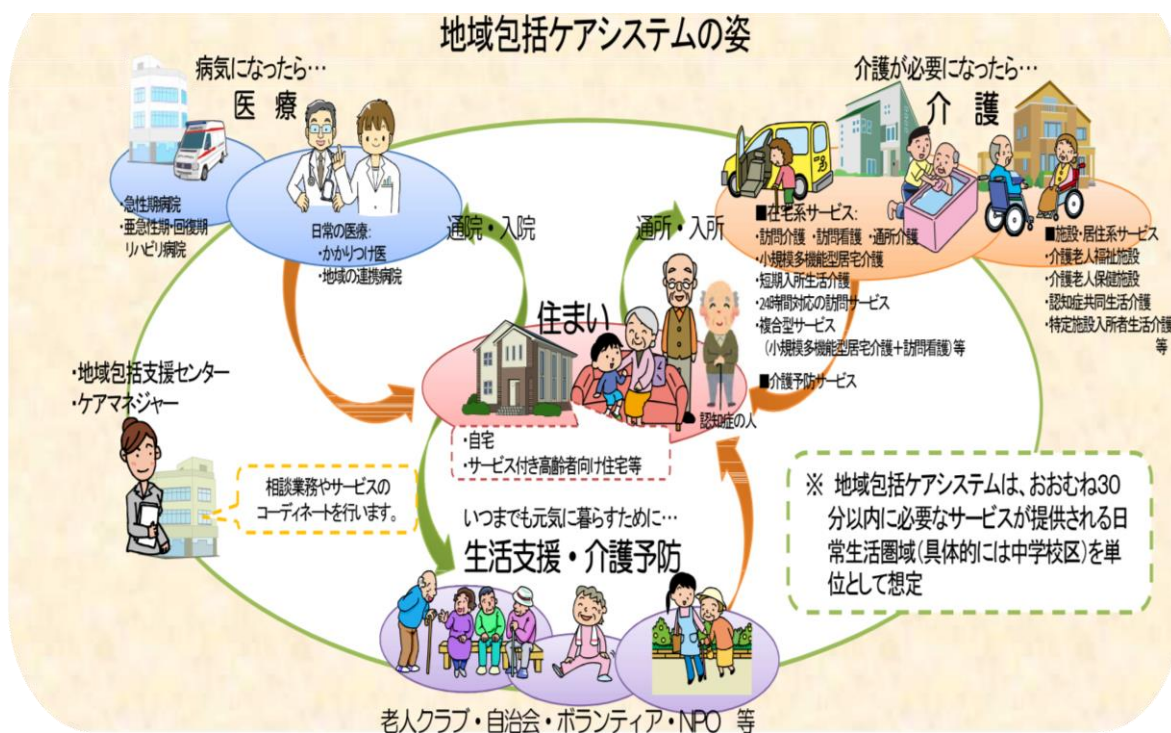 地域包括ケアシステムの姿
病気になったら…
医 療
・急性期病院
・亜急性期・回復期
リハビリ病院
日常の医療:
・かかりつけ医
・地域の連携病院
通院・入院
通所・入所
介護が必要になったら…
介 護
■在宅系サービス:
・訪問介護 ・訪問看護 ・通所介護
・小規模多機能型居宅介護
・短期入所生活介護
・24時間対応の訪問サービス
・複合型サービス
(小規模多機能型居宅介護+訪問看護)等
■介護予防サービス
■施設・居住系サービス
・介護老人福祉施設
・介護老人保健施設
・認知症共同生活介護
・特定施設入所者生活介護
等
住まい
認知症の人
・自宅
・サービス付き高齢者向け住宅等
・地域包括支援センター
・ケアマネジャー
相談業務やサービスの
コーディネートを行います。
いつまでも元気に暮らすために…
生活支援・介護予防
老人クラブ・自治会・ボランティア・NPO 等
※ 地域包括ケアシステムは、おおむね30
分以内に必要なサービスが提供される日
常生活圏域(具体的には中学校区)を単
位として想定